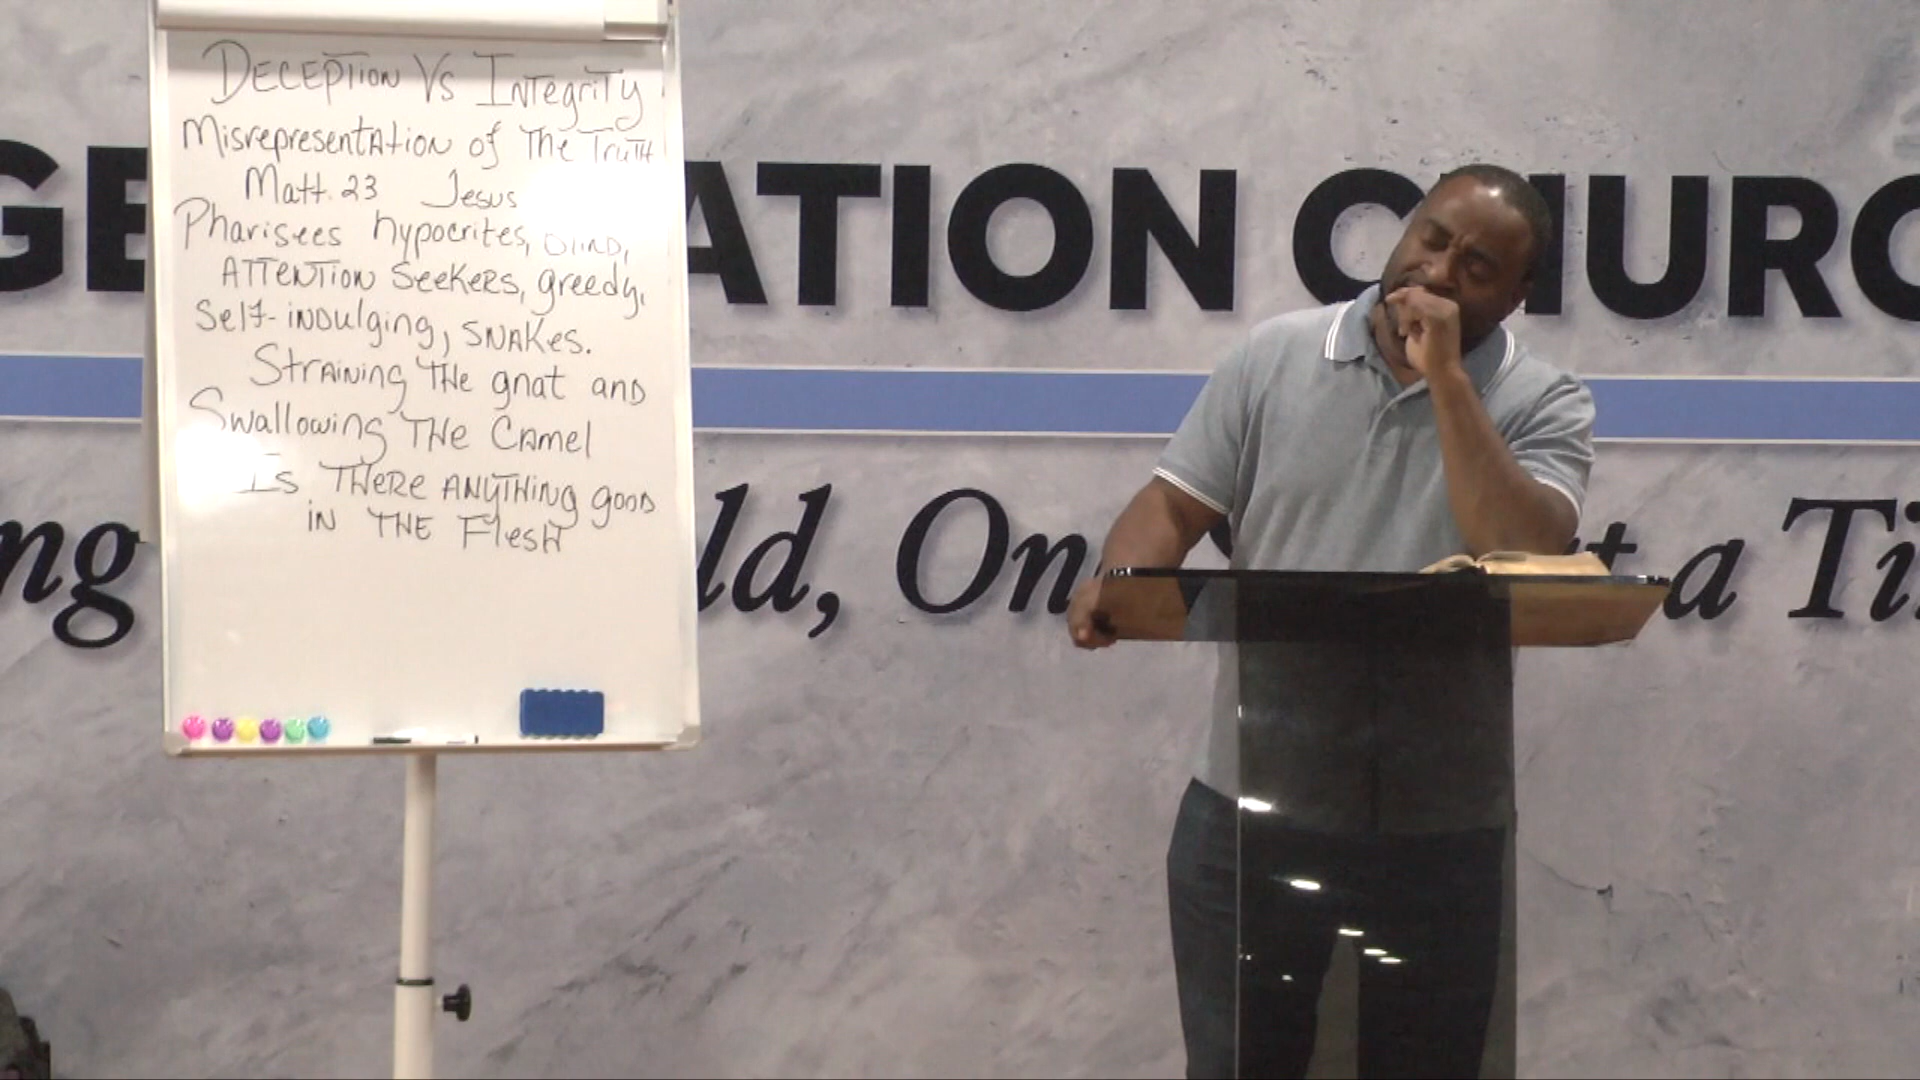 Deception Vs Integrity
Misrepresentation of The Truth
Matt. 23 Jesus
Pharisees hypocrites, blind,
Attention Seekers, greedy,
Self-indulging, snakes.
Straining The gnat and
Swallowing The Camel
Is There anything good
in The Flesh
GE ATION CHURC
ng ld, On t a Ti